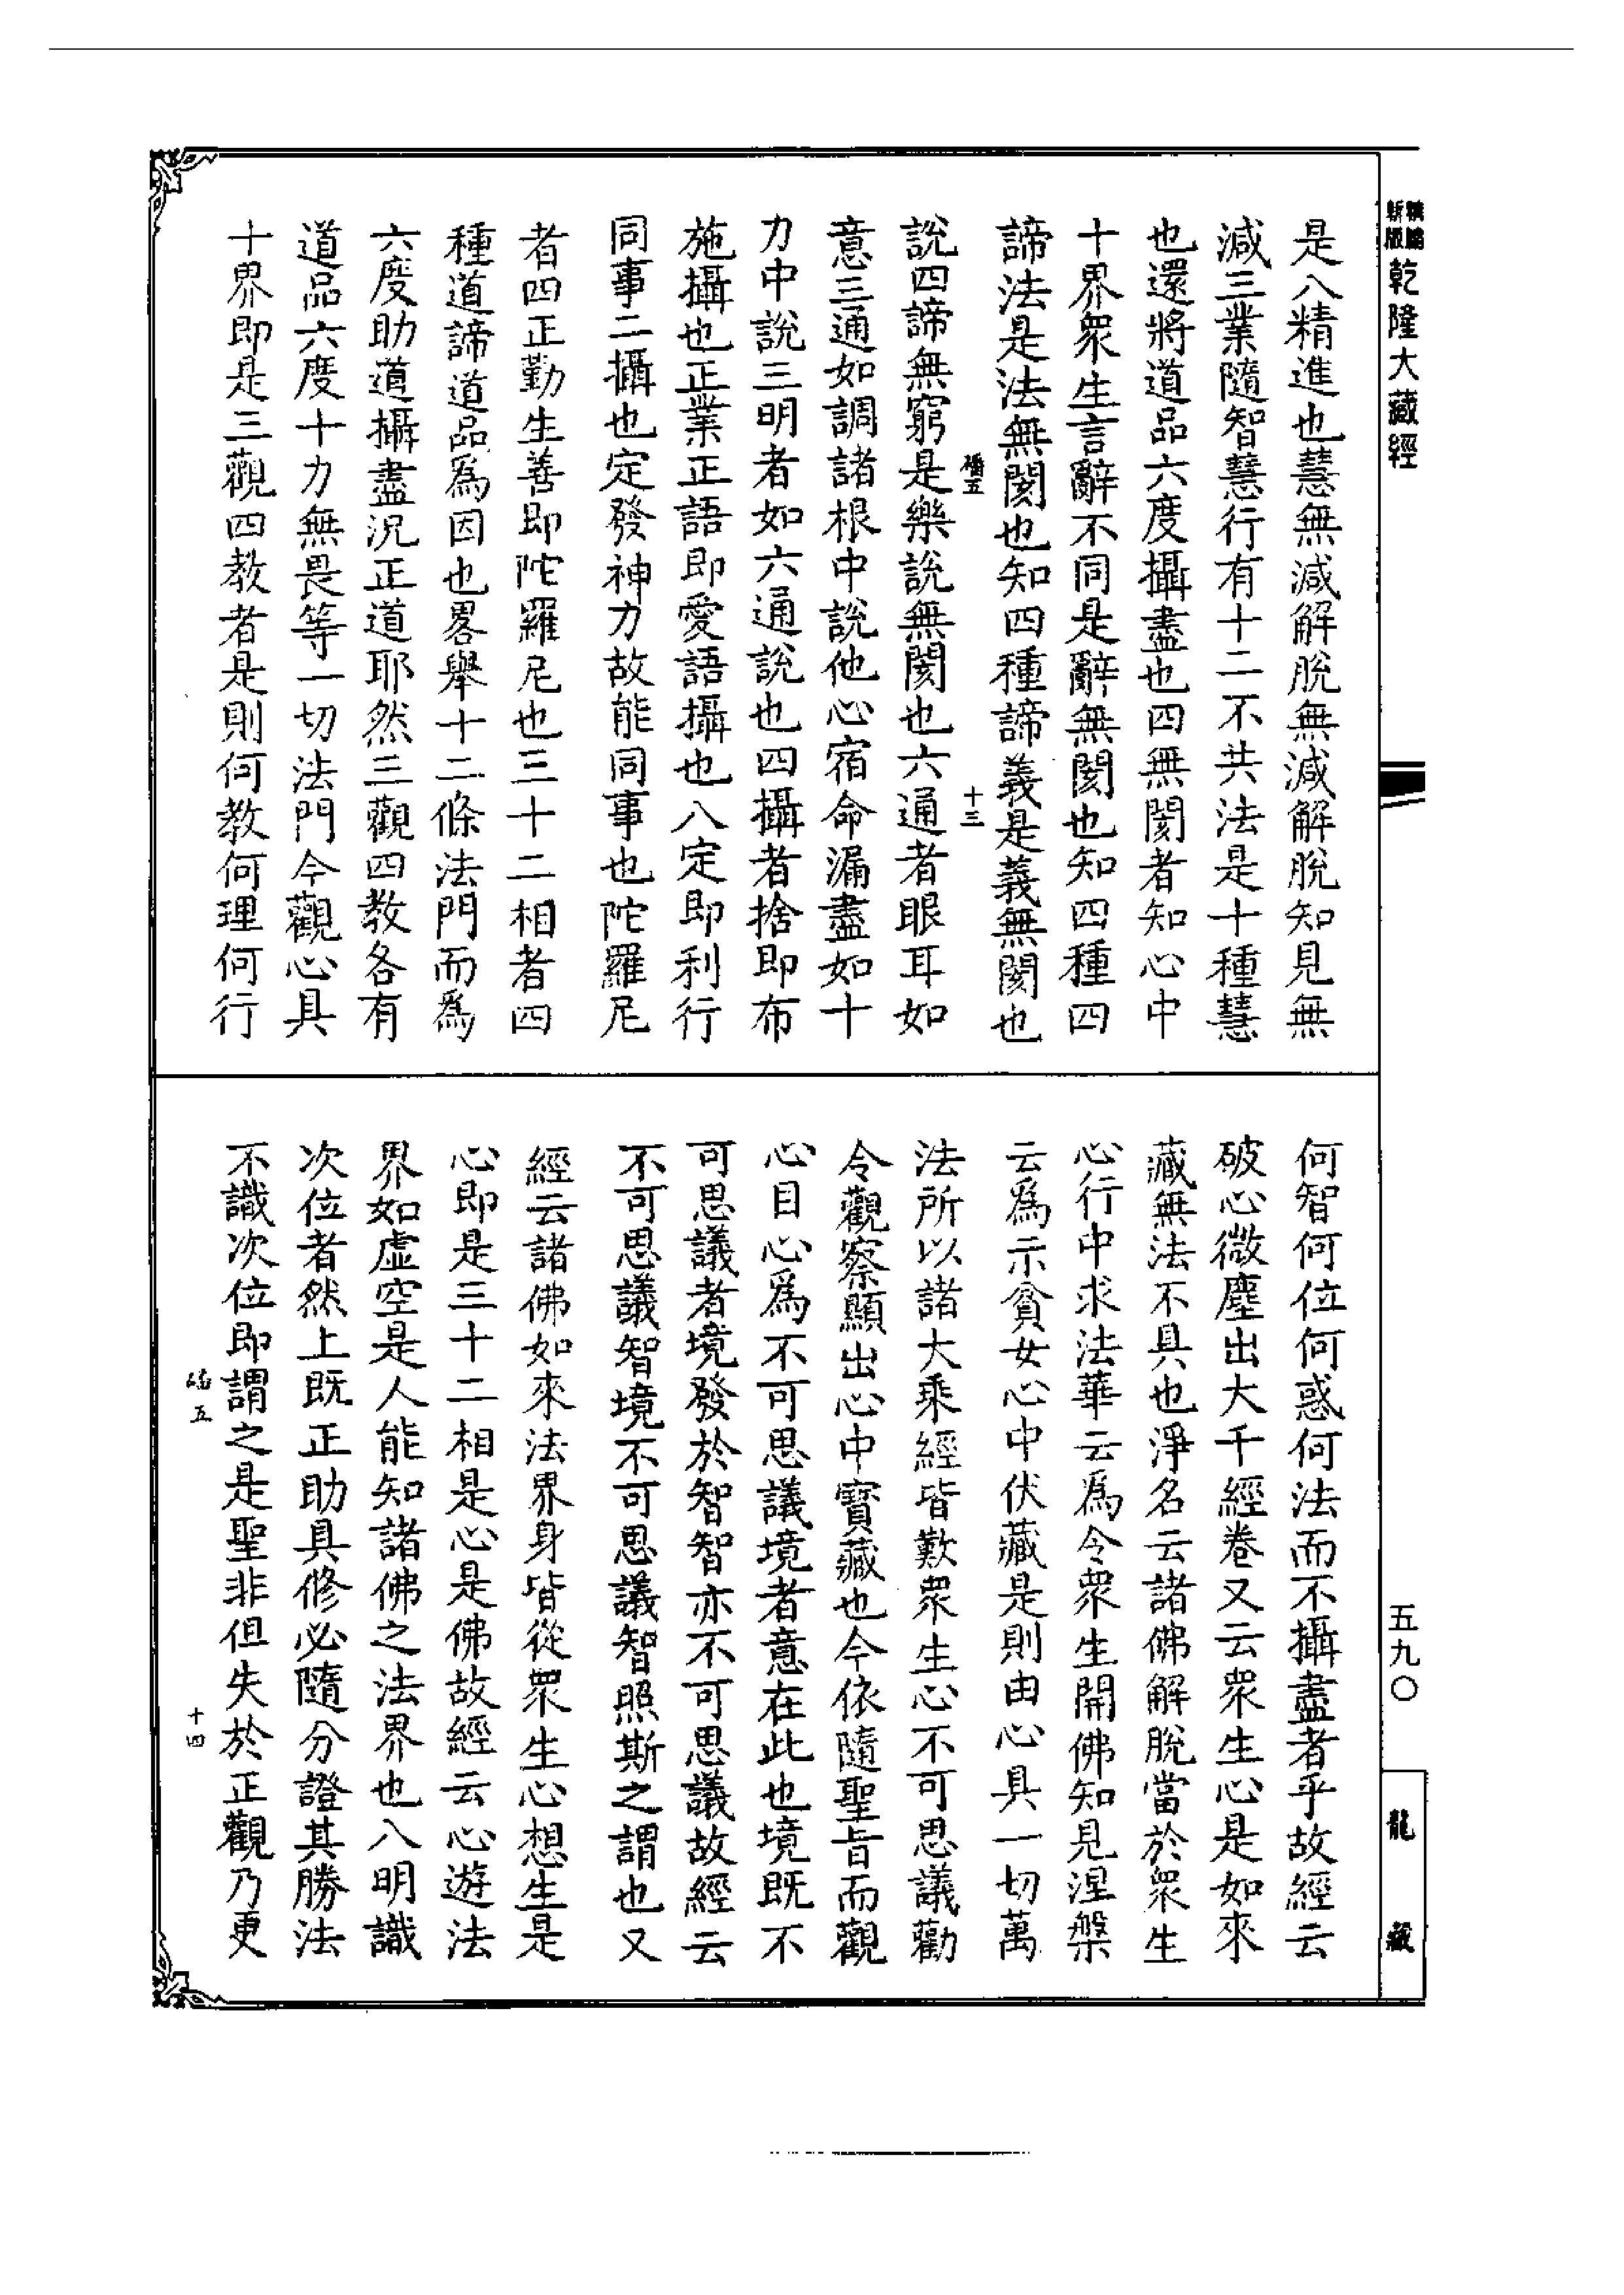 新版
精編
乾隆大藏經
是八精進也慧無減解脫無減解脫知見無
減三業隨智慧行有十二不共法是十種慧
也還將道品六度攝盡也四無閡者知心中
十界衆生言辭不同是辭無閡也知四種四
諦法是法無閡也知四種諦義是義無閡也
五
十三
說四諦無窮是樂說無閡也六通者眼耳如
意三通如調諸根中說他心宿命漏盡如十
力中說三明者如六通說也四攝者捨即布
施攝也正業正語即愛語攝也八定即利行
同事二攝也定發神力故能同事也陀羅尼
者四正勤生善即陀羅尼也三十二相者四
種道諦道品爲因也畧舉十二條法門而爲
六度助道攝盡況正道耶然三觀四教各有
道品六度十力無畏等一切法門今觀心具
十界即是三觀四教者是則何教何理何行
何智何位何惑何法而不攝盡者乎故經云
破心微塵出大千經卷又云衆生心是如來
藏無法不具也淨名云諸佛解脫當於衆生
心行中求法華云爲令衆生開佛知見涅槃
云爲示貧女心中伏藏是則由心具一切萬
法所以諸大乘經皆歎衆生心不可思議勸
令觀察顯出心中寶藏也今依隨聖旨而觀
心目心爲不可思議境者意在此也境既不
可思議者境發於智智亦不可思議故經云
不可思議智境不可思議智照斯之謂也又
經云諸佛如來法界身皆從衆生心想生是
心即是三十二相是心是佛故經云心遊法
界如虛空是人能知諸佛之法界也八明識
次位者然上既正助具修必隨分證其勝法
不識次位即謂之是聖非但失於正觀乃更
五
十四
五九〇
龍藏